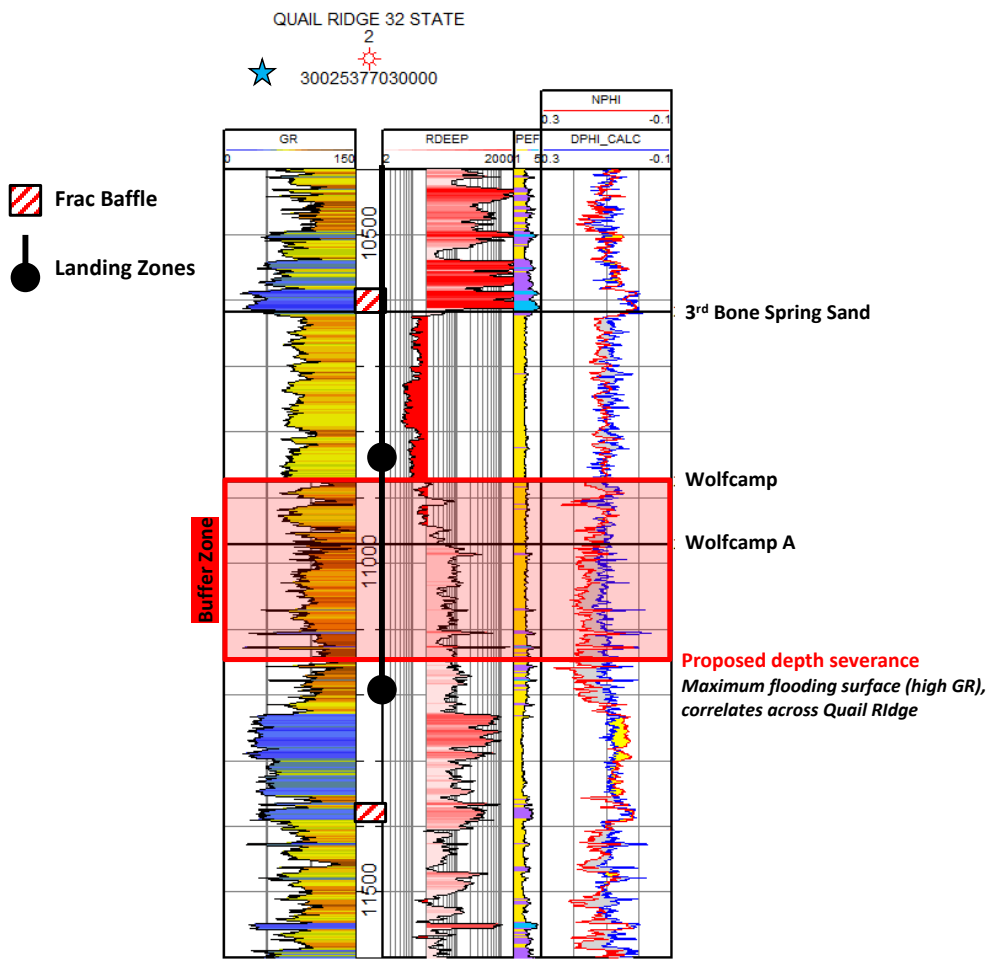 QUAIL RIDGE 32 STATE
2
30025377030000
NPHI
0.3 -0.1
GR RDEEP PEF DPHI_CALC
0 150 2 2000 1 5 0.3 -0.1
Frac Baffle
Landing Zones
10500
3rd Bone Spring Sand
Wolfcamp
Wolfcamp A
11000
Buffer Zone
Proposed depth severance
Maximum flooding surface (high GR),
correlates across Quail RIdge
11500